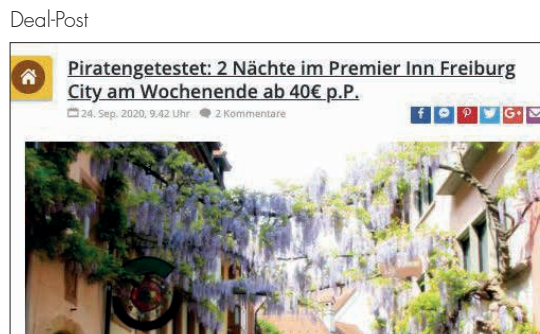 Deal-Post
Piratengetestet: 2 Nächte im Premier Inn Freiburg
City am Wochenende ab 40€ p.P.
24. Sep. 2020, 9.42 Uhr 2 Kommentare